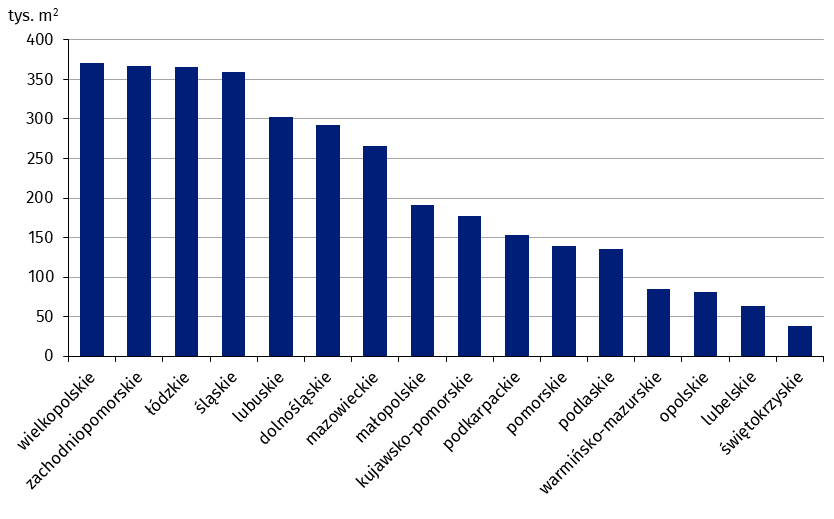 tys. m²
400
350
300
250
200
150
100
50
0
wielkopolskie
zachodniopomorskie
łódzkie
śląskie
lubuskie
dolnośląskie
mazowieckie
małopolskie
kujawsko-pomorskie
podkarpackie
pomorskie
podlaskie
warmińsko-mazurskie
opolskie
lubelskie
świętokrzyskie